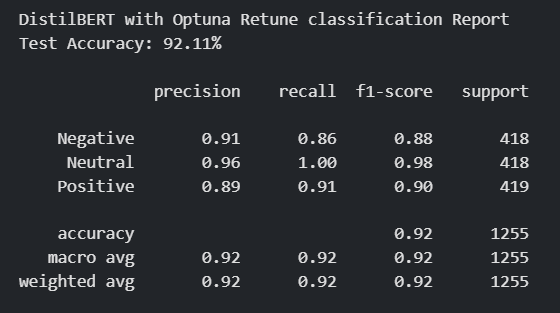 DistilBERT with Optuna Retune classification Report
Test Accuracy: 92.11%
precision recall f1-score support
Negative 0.91 0.86 0.88 418
Neutral 0.96 1.00 0.98 418
Positive 0.89 0.91 0.90 419
accuracy 0.92 1255
macro avg 0.92 0.92 0.92 1255
weighted avg 0.92 0.92 0.92 1255